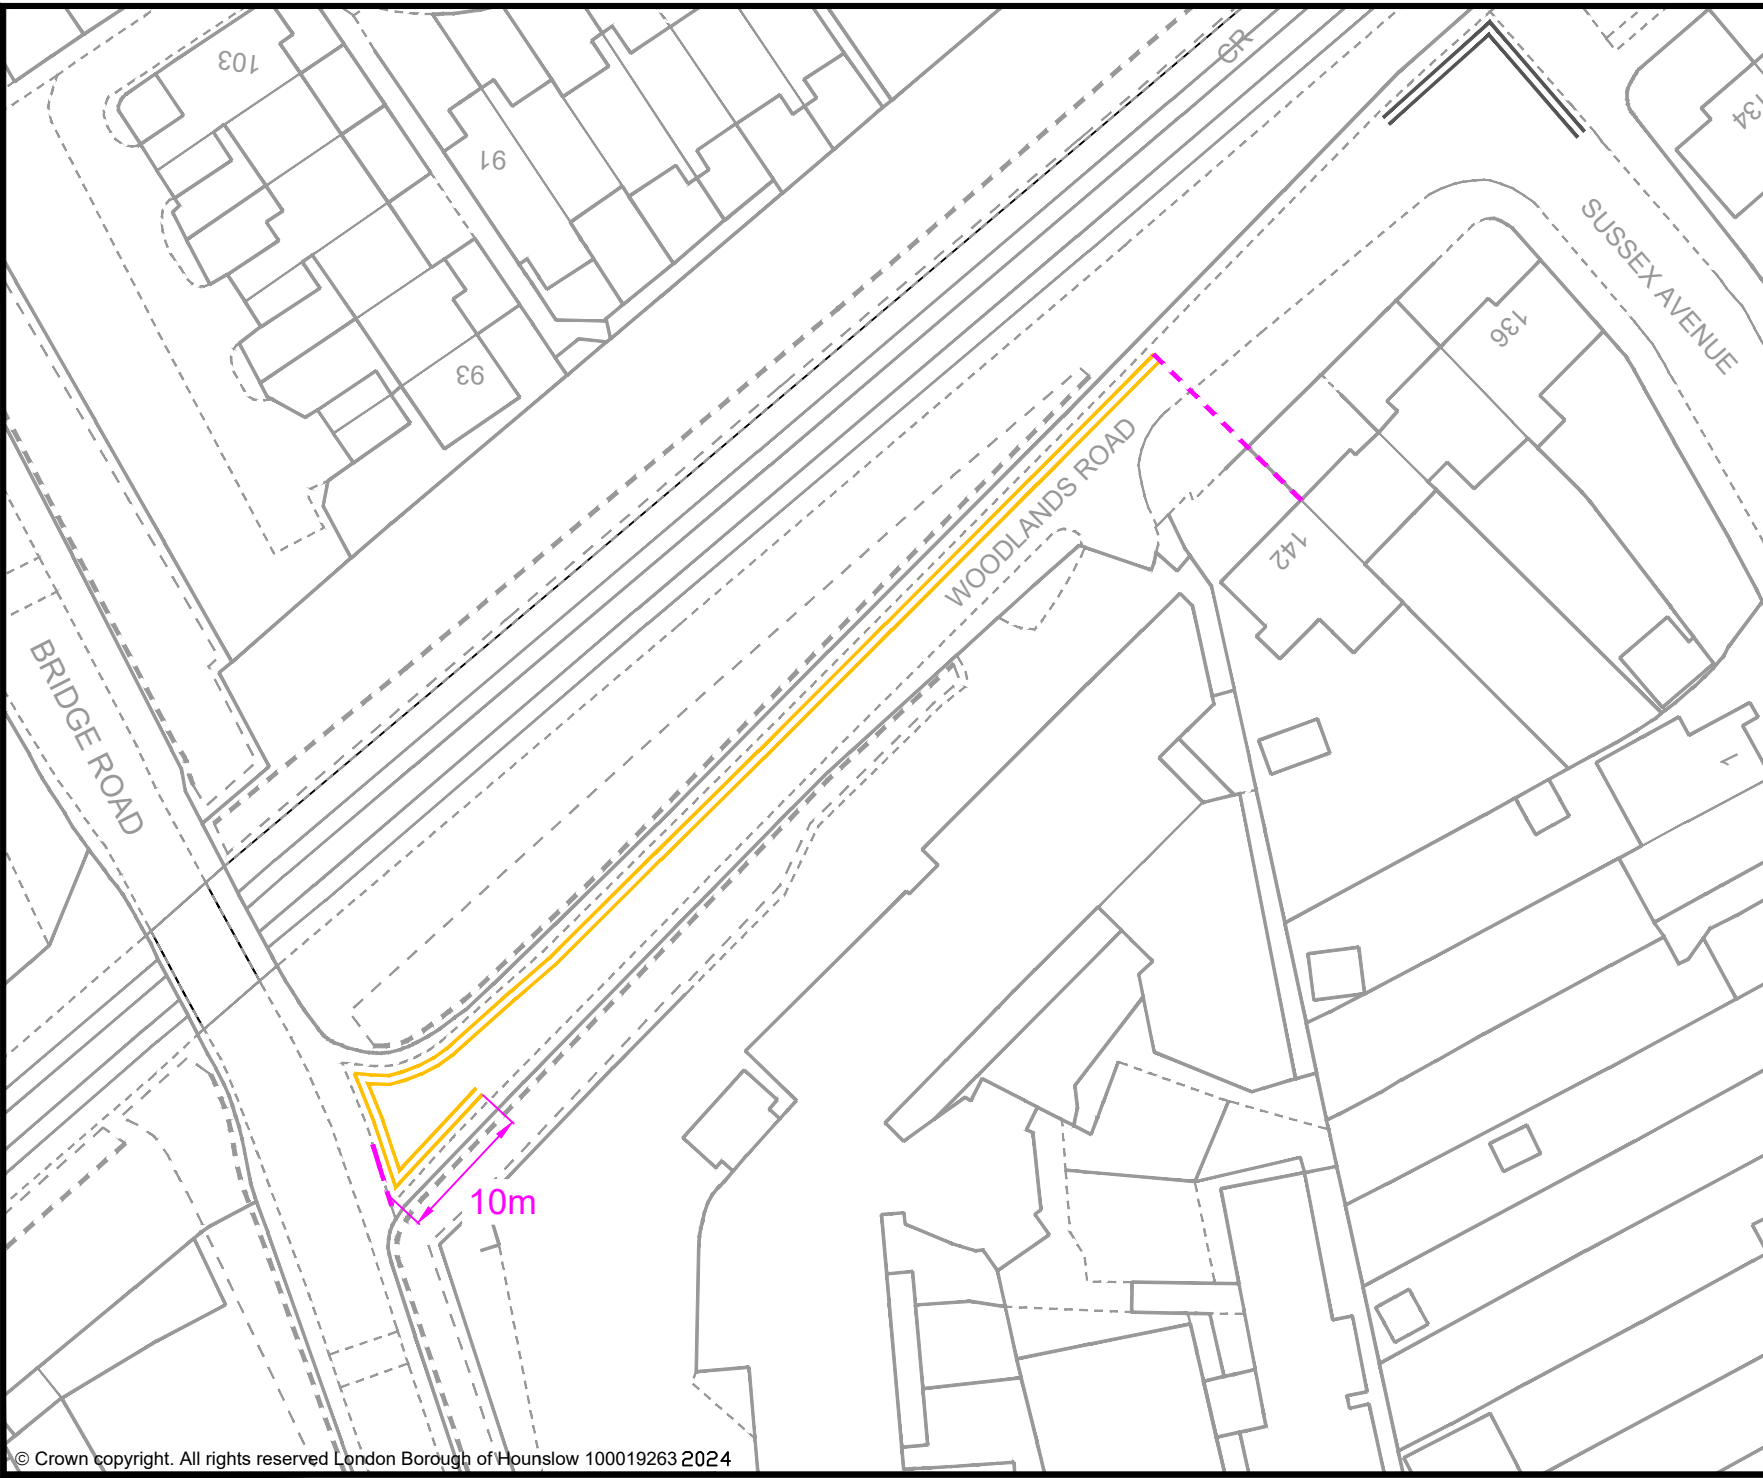 103
CR
91
134
SUSSEX AVENUE
136
93
WOODLANDS ROAD
142
BRIDGE ROAD
1
10m
© Crown copyright. All rights reserved London Borough of Hounslow 100019263 2024